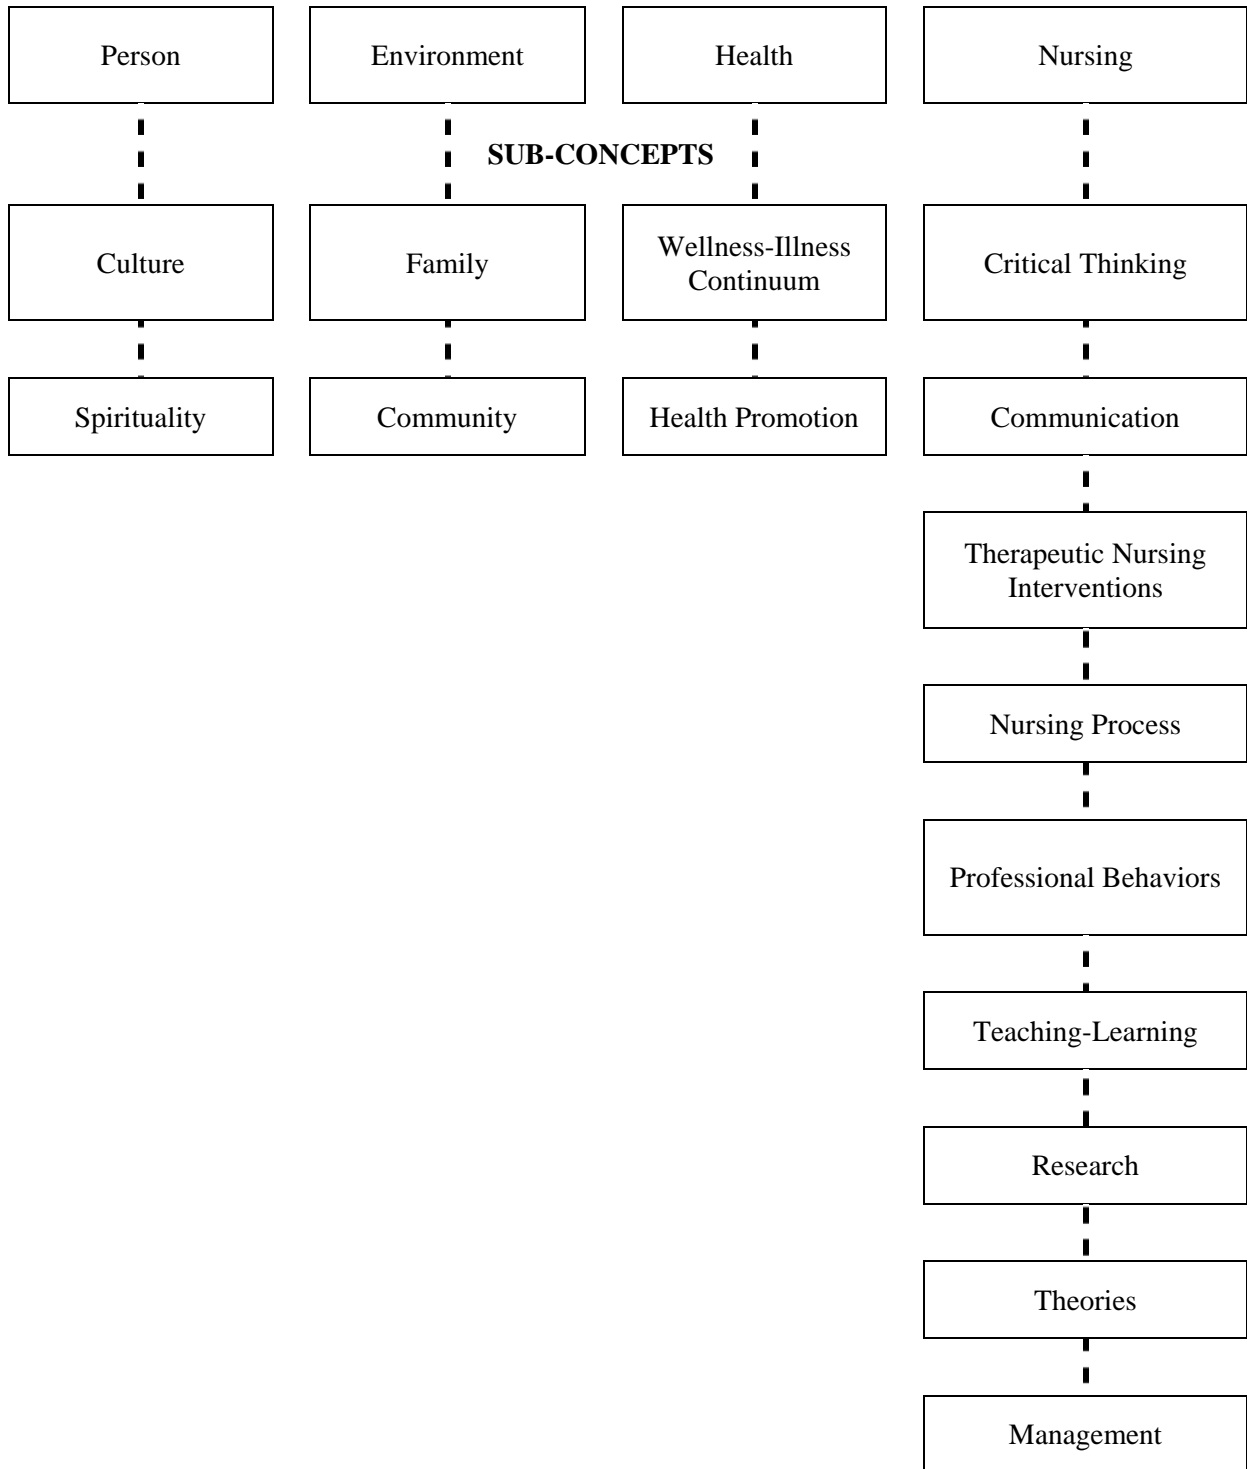 Person
Environment
Health
Nursing
SUB-CONCEPTS
Culture
Family
Wellness-Illness
Continuum
Critical Thinking
Spirituality
Community
Health Promotion
Communication
Therapeutic Nursing
Interventions
Nursing Process
Professional Behaviors
Teaching-Learning
Research
Theories
Management